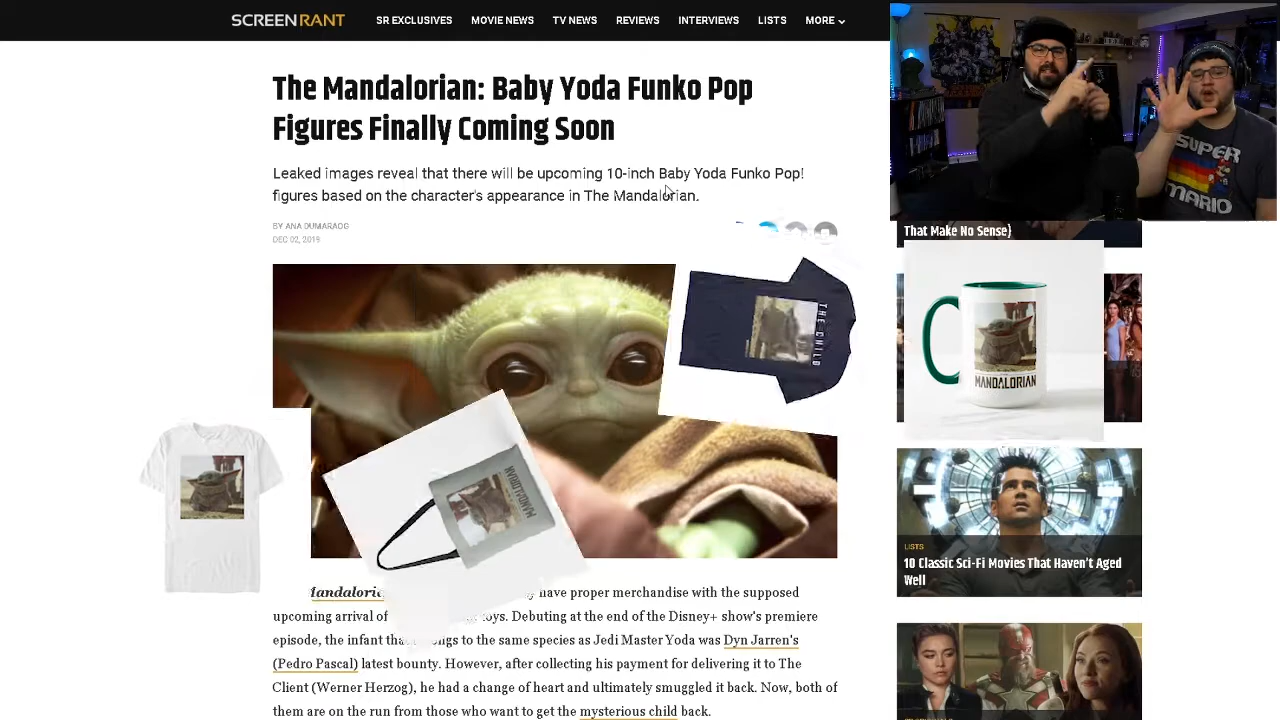 SCREENRANT
SR EXCLUSIVES MOVIE NEWS TV NEWS REVIEWS INTERVIEWS LISTS MORE
The Mandalorian: Baby Yoda Funko Pop
Figures Finally Coming Soon
Leaked images reveal that there will be upcoming 10-inch Baby Yoda Funko Pop!
figures based on the character's appearance in The Mandalorian.
BY ANA DUMARAOG
DEC 02, 2019
SUPER
MARIO
That Make No Sense}
THE CHILD
MANDALORIAN
MANDALORIAN
LISTS
10 Classic Sci-Fi Movies That Haven't Aged
Well
have proper merchandise with the supposed
upcoming arrival of toys. Debuting at the end of the Disney+ show's premiere
episode, the infant that belongs to the same species as Jedi Master Yoda was Dyn Jarren's
(Pedro Pascal) latest bounty. However, after collecting his payment for delivering it to The
Client (Werner Herzog), he had a change of heart and ultimately smuggled it back. Now, both of
them are on the run from those who want to get the mysterious child back.